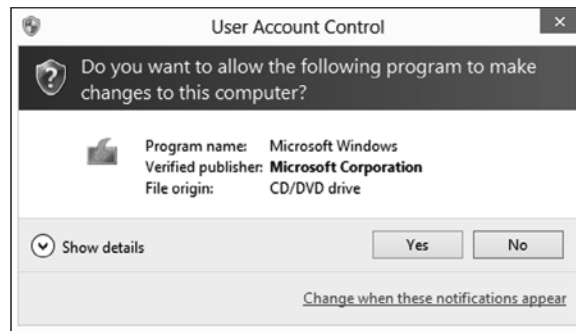 User Account Control
Do you want to allow the following program to make
changes to this computer?
Program name: Microsoft Windows
Verified publisher: Microsoft Corporation
File origin: CD/DVD drive
Show details
Yes
No
Change when these notifications appear